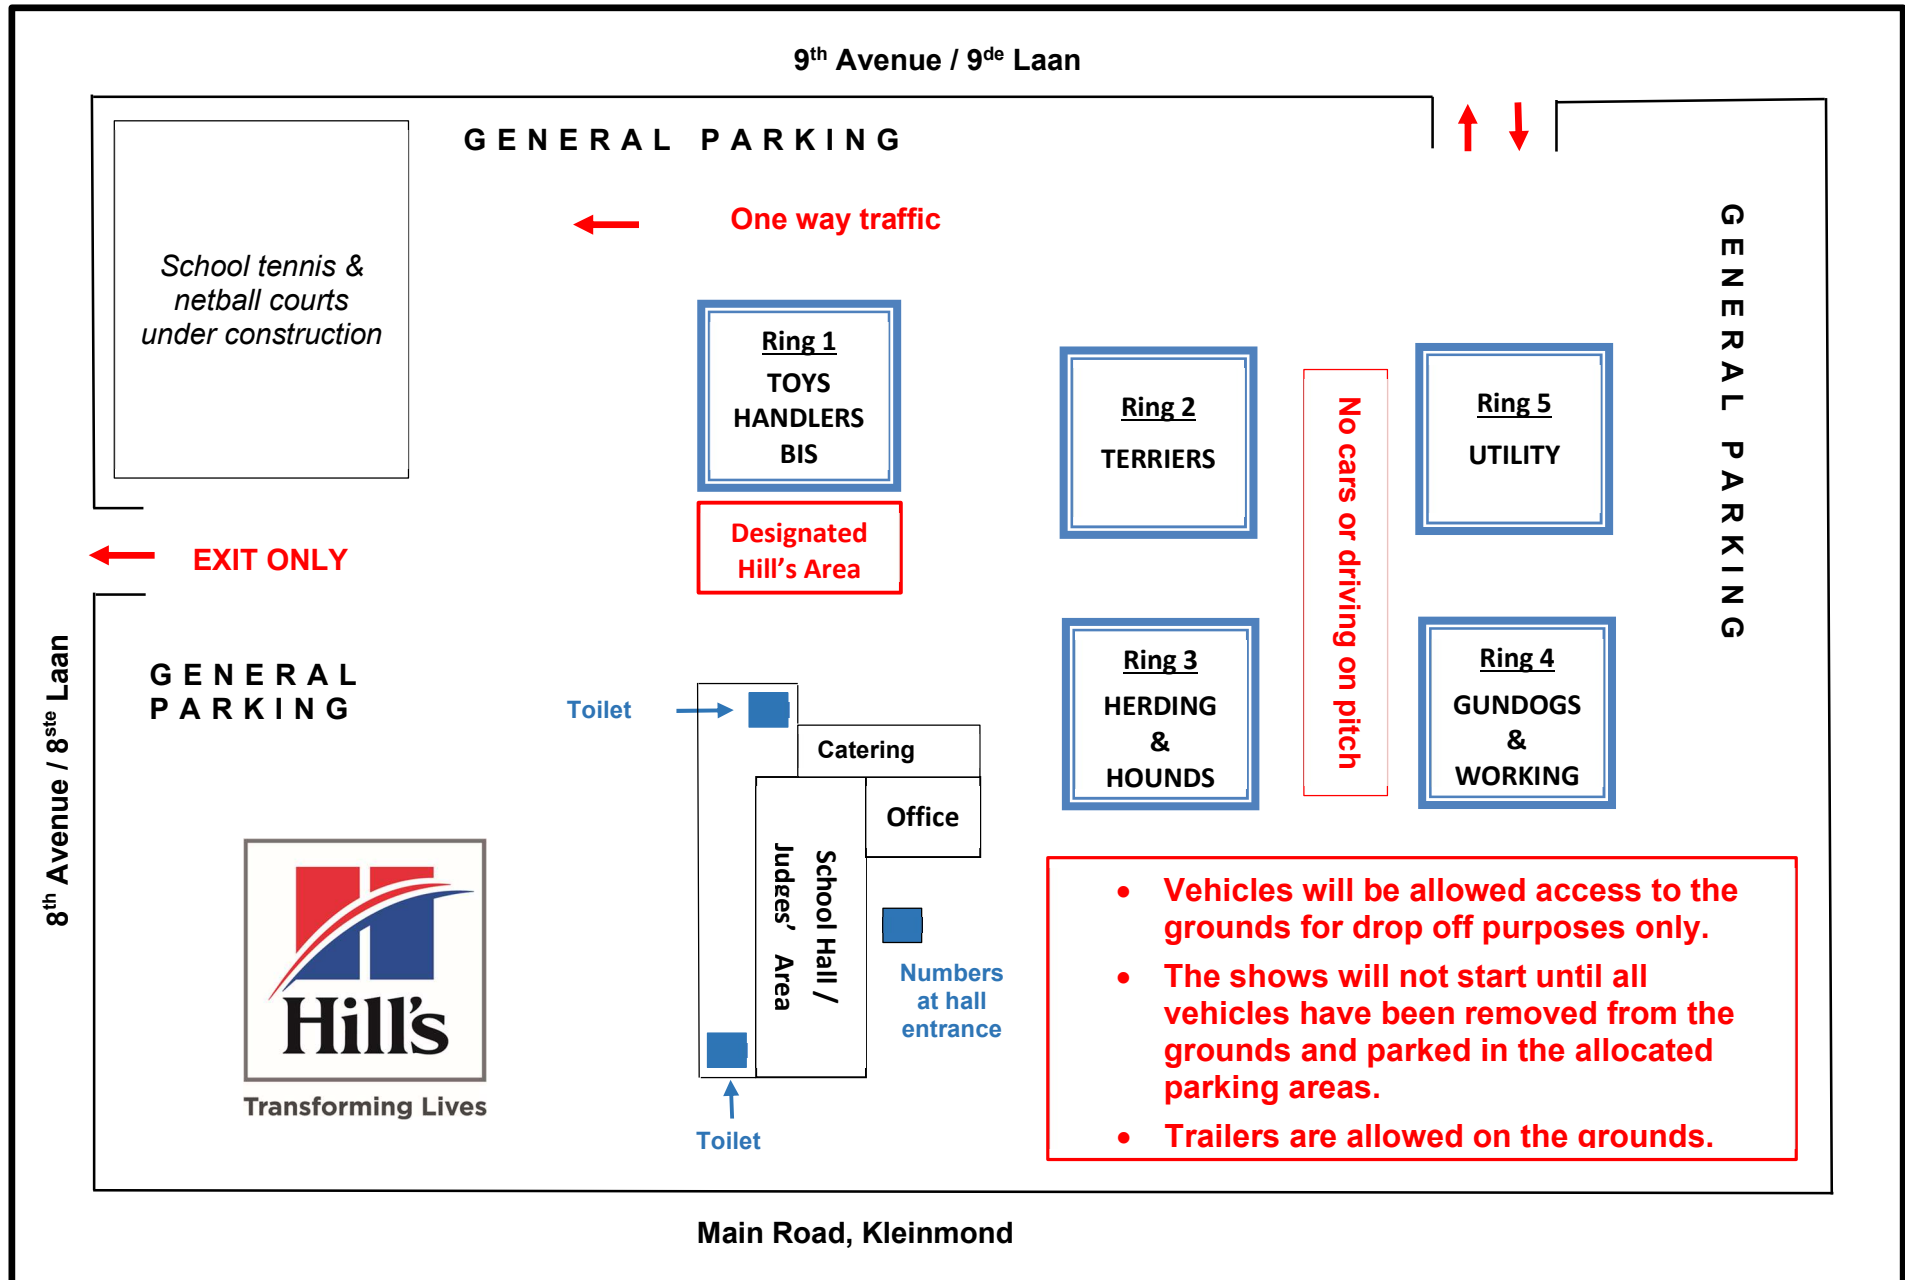 9th Avenue / 9de Laan
GENERAL PARKING
One way traffic
School tennis &
netball courts
under construction
GENERAL PARKING
Ring 1
TOYS
HANDLERS
BIS
Ring 2
TERRIERS
No cars or driving on pitch
Ring 5
UTILITY
Designated
Hill's Area
EXIT ONLY
8th Avenue / 8ste Laan
GENERAL
PARKING
Ring 3
HERDING
&
HOUNDS
Ring 4
GUNDOGS
&
WORKING
Toilet
Catering
Office
School Hall /
Judges' Area
Numbers
at hall
entrance
Toilet
Hill's
Transforming Lives
• Vehicles will be allowed access to the
grounds for drop off purposes only.
• The shows will not start until all
vehicles have been removed from the
grounds and parked in the allocated
parking areas.
• Trailers are allowed on the grounds.
Main Road, Kleinmond